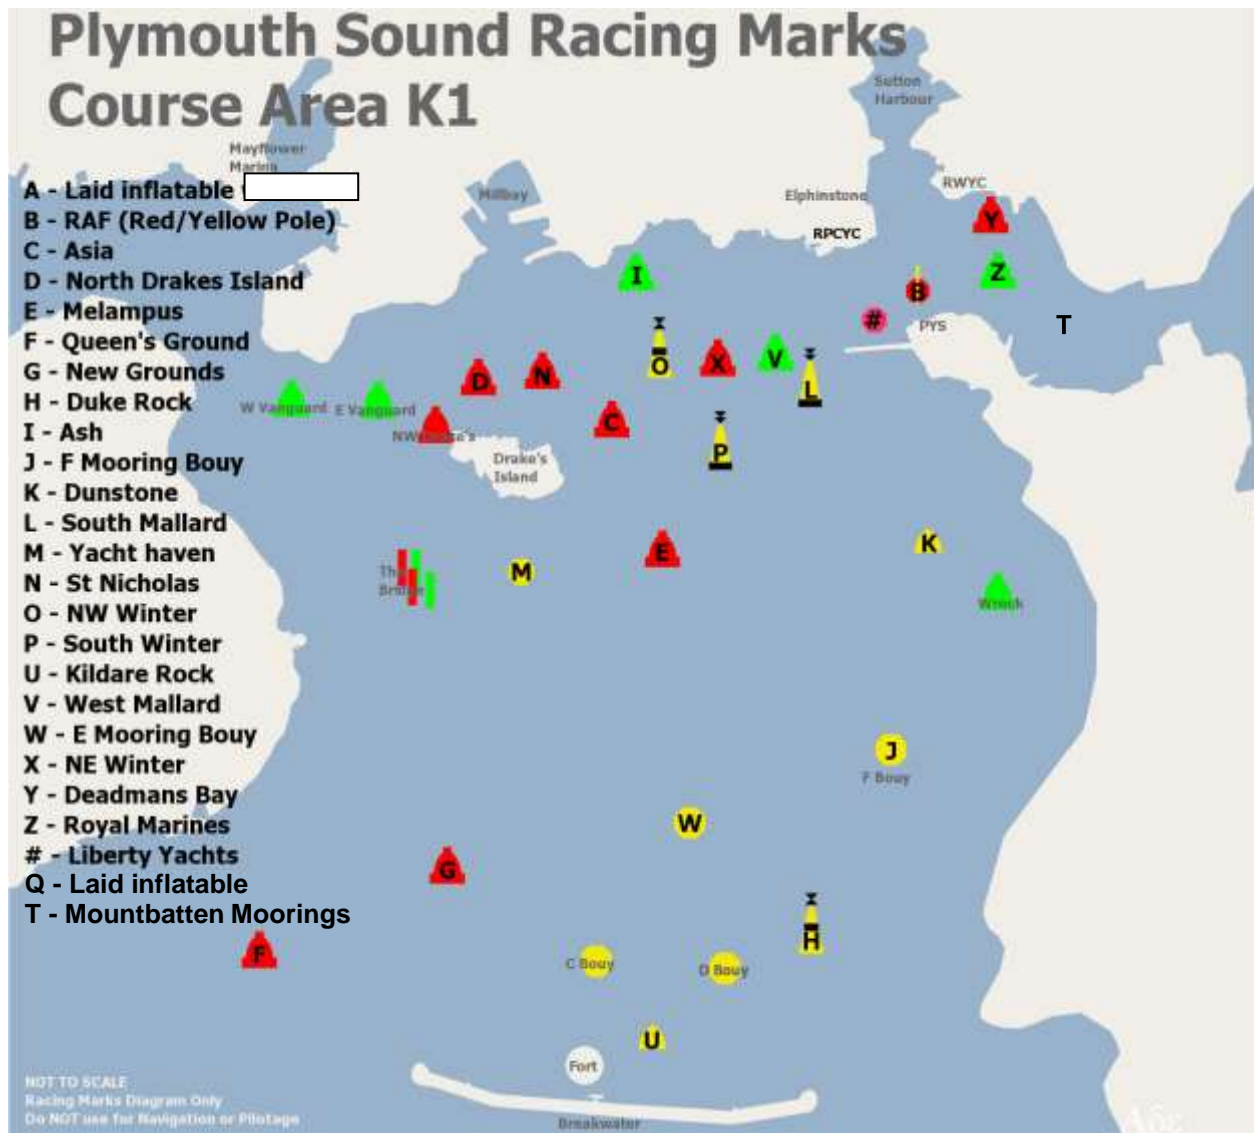 Plymouth Sound Racing Marks
Course Area K1
Sutton
Harbour
Mayflower
Marina
RWYC
Millbay
Elphinstone
RPCYC
A - Laid inflatable
B - RAF (Red/Yellow Pole)
C - Asia
D - North Drakes Island
E - Melampus
F - Queen's Ground
G - New Grounds
H - Duke Rock
I - Ash
J - F Mooring Bouy
K - Dunstone
L - South Mallard
M - Yacht haven
N - St Nicholas
O - NW Winter
P - South Winter
U - Kildare Rock
V - West Mallard
W - E Mooring Bouy
X - NE Winter
Y - Deadmans Bay
Z - Royal Marines
# - Liberty Yachts
Q - Laid inflatable
T - Mountbatten Moorings
Y
I
Z
B
#
PYS
T
O
X
V
L
D
N
C
P
W Vanguard
E Vanguard
Drake's
Island
E
K
M
Wreck
J
F Bouy
W
G
H
F
C Bouy
D Bouy
U
Fort
Breakwater
NOT TO SCALE
Racing Marks Diagram Only
Do NOT use for Navigation or Pilotage